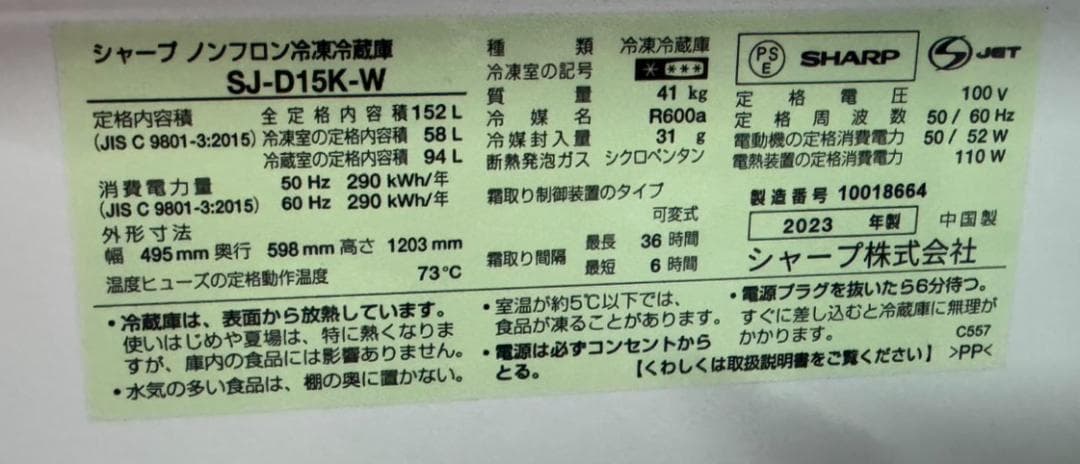 シャープ ノンフロン冷凍冷蔵庫
SJ-D15K-W
定格内容積 全定格内容積 152 L
(JIS C 9801-3:2015) 冷凍室の定格内容積 58 L
冷蔵室の定格内容積 94 L
消費電力量 50 Hz 290 kWh/年
(JIS C 9801-3:2015) 60 Hz 290 kWh/年
外形寸法
幅 495 mm 奥行 598 mm 高さ 1203 mm
温度ヒューズの定格動作温度 73℃
種類 冷凍冷蔵庫
冷凍室の記号 * ***
質量 41 kg
冷媒名 R600a
冷媒封入量 31 g
断熱発泡ガス シクロペンタン
霜取り制御装置のタイプ
可変式
霜取り間隔 最長 36 時間
最短 6 時間
PS E SHARP S JET
定格電圧 100 V
定格周波数 50 / 60 Hz
電動機の定格消費電力 50 / 52 W
電熱装置の定格消費電力 110 W
製造番号 10018664
2023 年製 中国製
シャープ株式会社
・冷蔵庫は、表面から放熱しています。
使いはじめや夏場は、特に熱くなりま
すが、庫内の食品には影響ありません。
・水気の多い食品は、棚の奥に置かない。
・室温が約5℃以下では、
食品が凍ることがあります。
・電源は必ずコンセントから
とる。
・電源プラグを抜いたら6分待つ。
すぐに差し込むと冷蔵庫に無理が
かかります。 C557
【くわしくは取扱説明書をご覧ください】 >PP<